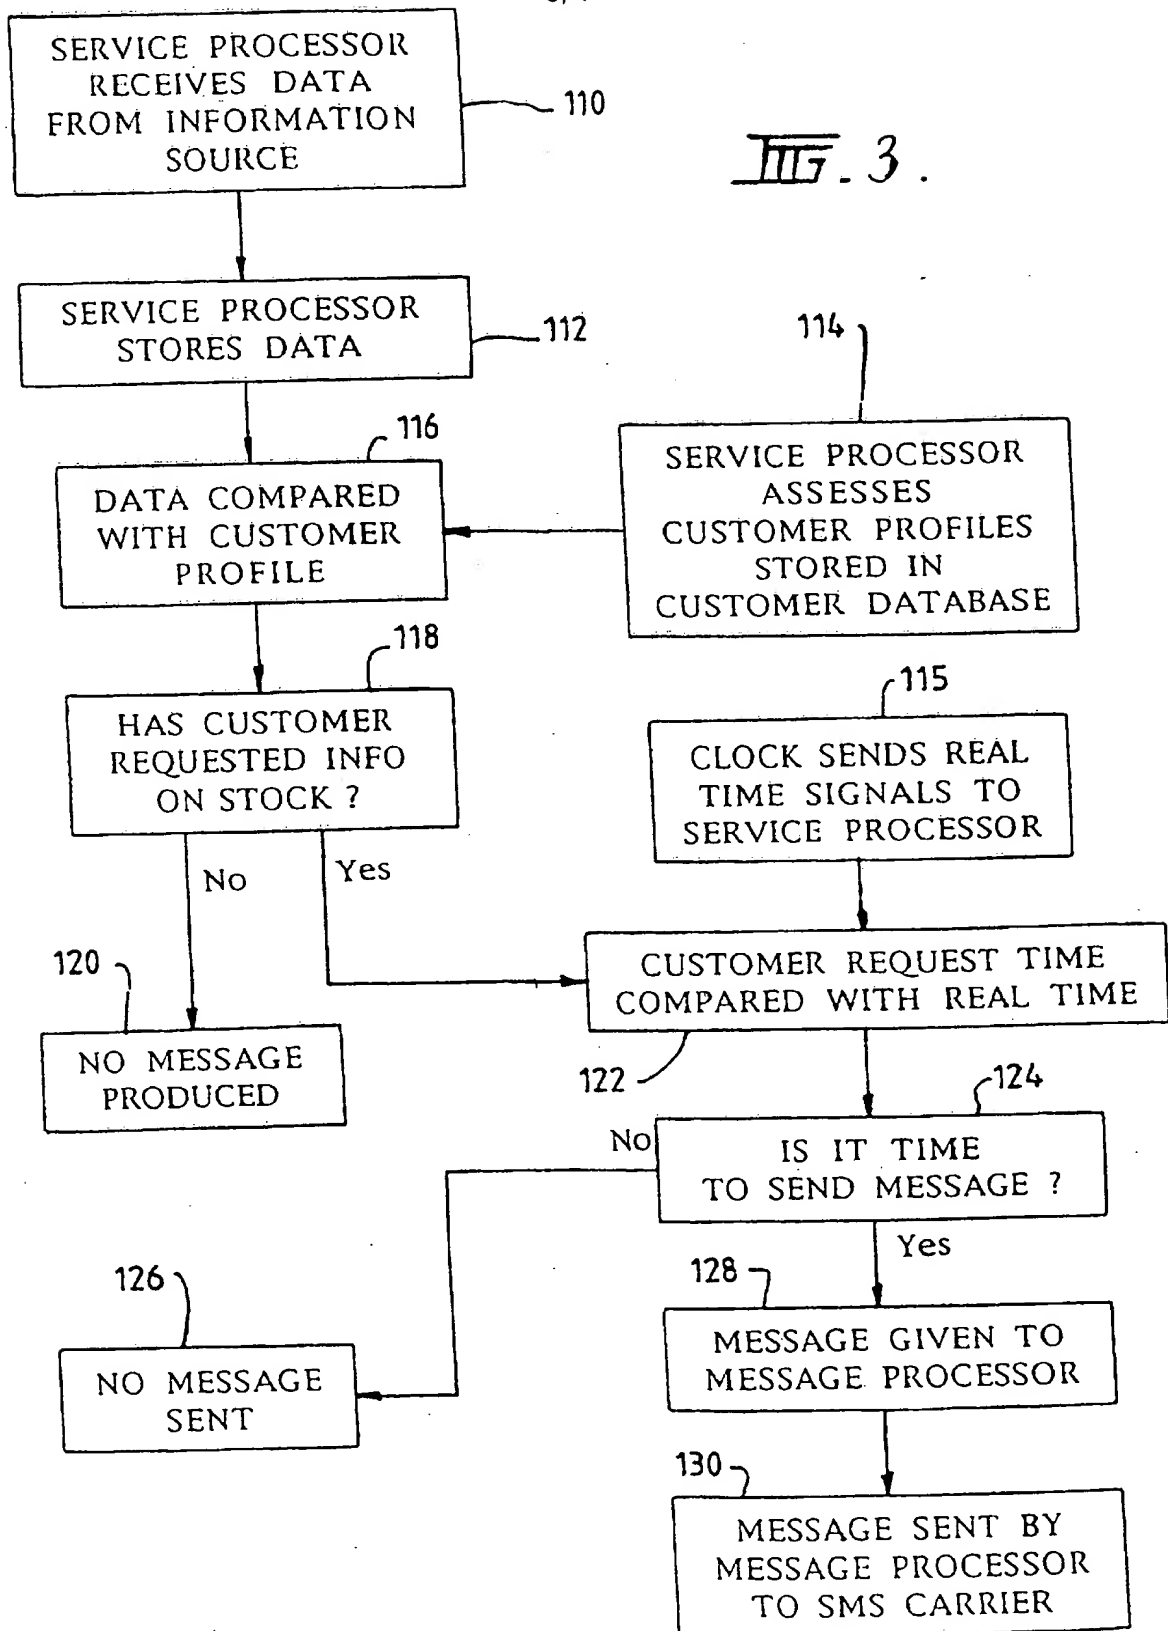 SERVICE PROCESSOR
RECEIVES DATA
FROM INFORMATION
SOURCE
110
FIG. 3.
SERVICE PROCESSOR
STORES DATA
112
114
116
DATA COMPARED
WITH CUSTOMER
PROFILE
SERVICE PROCESSOR
ASSESSES
CUSTOMER PROFILES
STORED IN
CUSTOMER DATABASE
118
HAS CUSTOMER
REQUESTED INFO
ON STOCK ?
115
CLOCK SENDS REAL
TIME SIGNALS TO
SERVICE PROCESSOR
No
Yes
120
NO MESSAGE
PRODUCED
CUSTOMER REQUEST TIME
COMPARED WITH REAL TIME
122
124
No
IS IT TIME
TO SEND MESSAGE ?
Yes
126
NO MESSAGE
SENT
128
MESSAGE GIVEN TO
MESSAGE PROCESSOR
130
MESSAGE SENT BY
MESSAGE PROCESSOR
TO SMS CARRIER